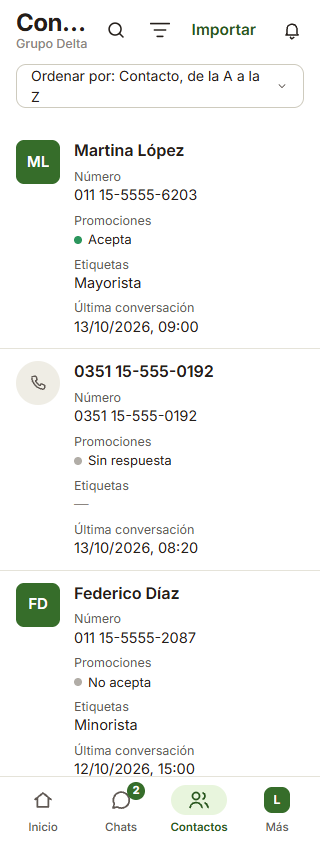 Con...
Importar
Grupo Delta
Ordenar por: Contacto, de la A a la
Z
ML
Martina López
Número
011 15-5555-6203
Promociones
Acepta
Etiquetas
Mayorista
Última conversación
13/10/2026, 09:00
0351 15-555-0192
Número
0351 15-555-0192
Promociones
Sin respuesta
Etiquetas
—
Última conversación
13/10/2026, 08:20
FD
Federico Díaz
Número
011 15-5555-2087
Promociones
No acepta
Etiquetas
Minorista
Última conversación
12/10/2026, 15:00
2
L
Inicio
Chats
Contactos
Más